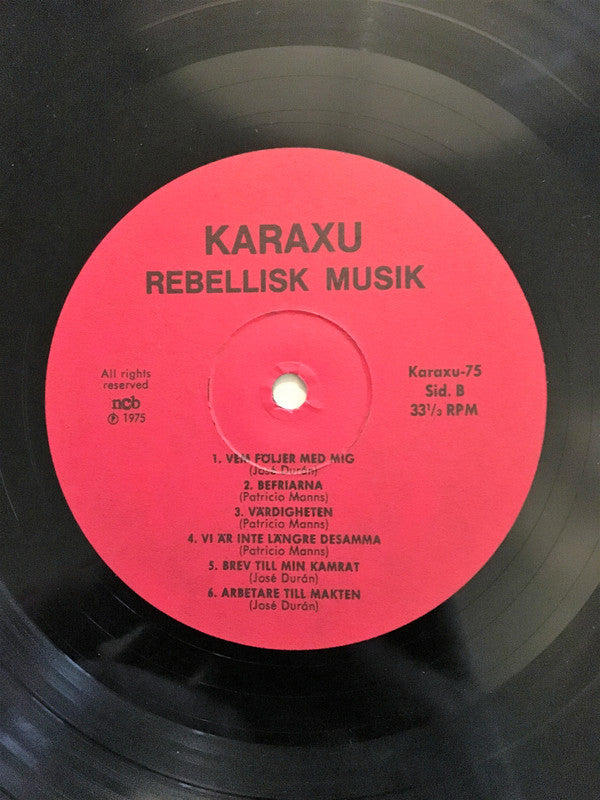 KARAXU
REBELLISK MUSIK
All rights
reserved
ncb
℗ 1975
Karaxu-75
Sid. B
33⅓ RPM
1. VEM FÖLJER MED MIG
(José Durán)
2. BEFRIARNA
(Patricio Manns)
3. VÄRDIGHETEN
(Patricio Manns)
4. VI ÄR INTE LÄNGRE DESAMMA
(Patricio Manns)
5. BREV TILL MIN KAMRAT
(José Durán)
6. ARBETARE TILL MAKTEN
(José Durán)